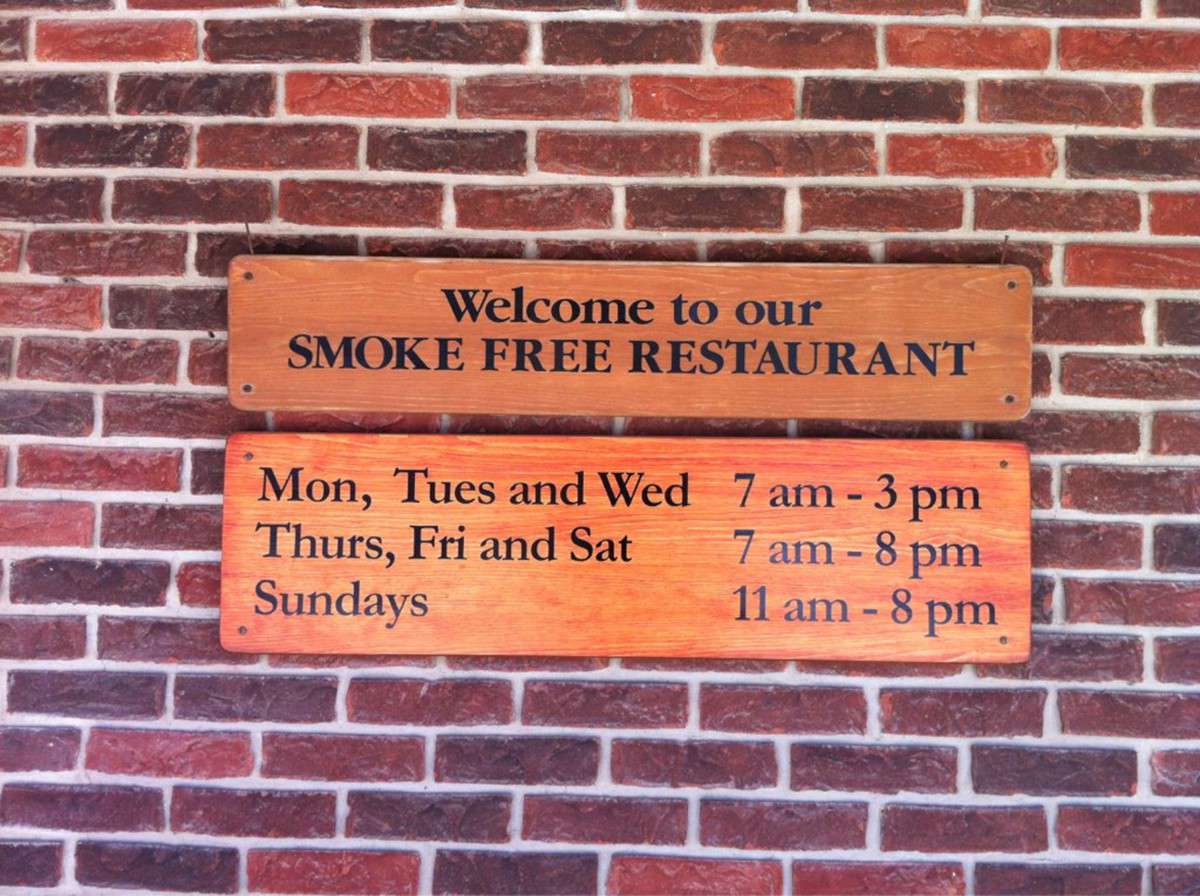 Welcome to our
SMOKE FREE RESTAURANT
Mon, Tues and Wed 7 am - 3 pm
Thurs, Fri and Sat 7 am - 8 pm
Sundays 11 am - 8 pm